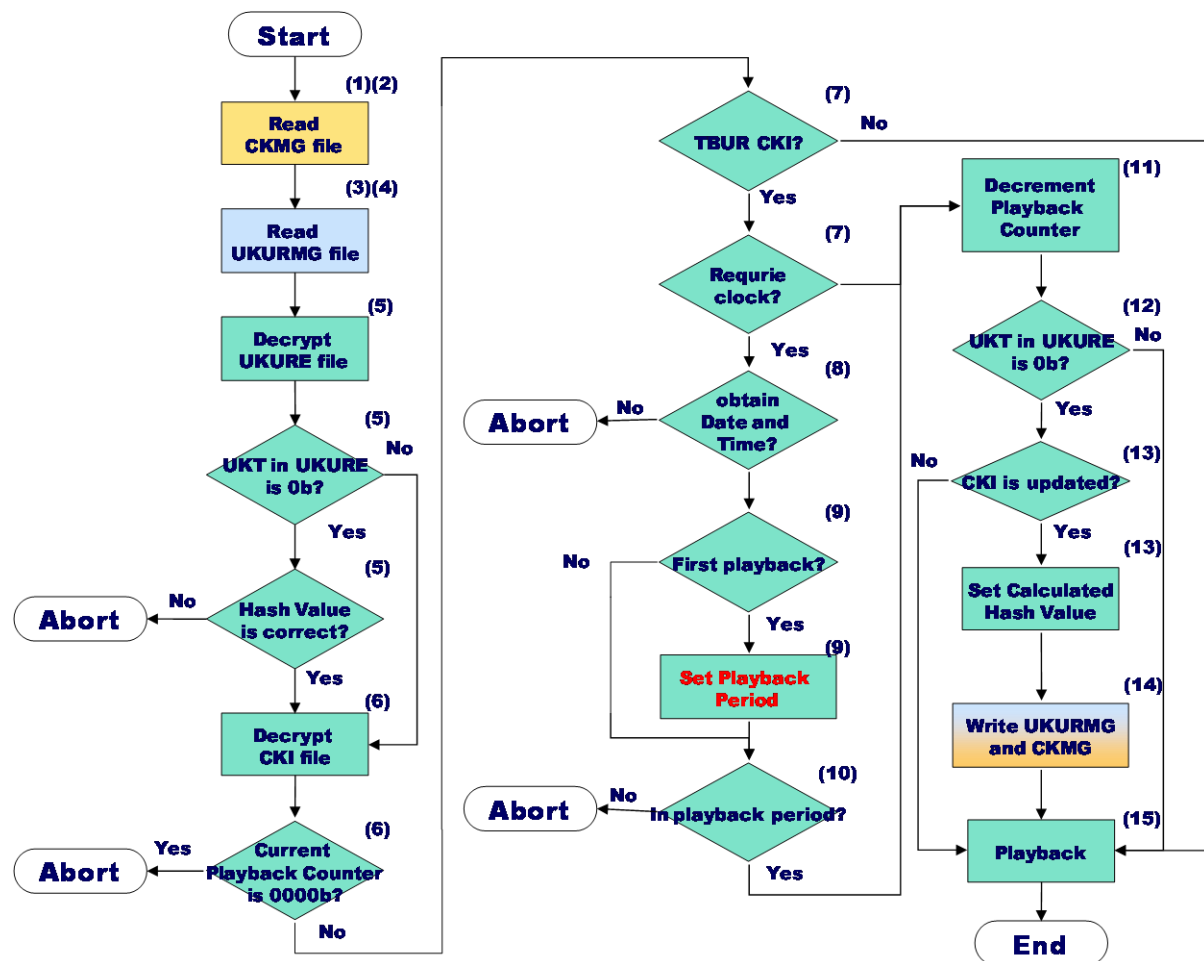 Start
(1)(2)
Read
CKMG file
(3)(4)
Read
UKURMG file
(5)
Decrypt
UKURE file
(5)
UKT in UKURE
is 0b?
No
Yes
(5)
Hash Value
is correct?
No
Abort
Yes
(6)
Decrypt
CKI file
(6)
Current
Playback Counter
is 0000b?
Yes
Abort
No
(7)
TBUR CKI?
No
Yes
(7)
Requrie
clock?
Yes
(8)
obtain
Date and
Time?
No
Abort
(9)
First playback?
No
Yes
(9)
Set Playback
Period
(10)
In playback period?
No
Abort
Yes
(11)
Decrement
Playback
Counter
(12)
UKT in UKURE
is 0b?
No
Yes
(13)
CKI is updated?
No
Yes
(13)
Set Calculated
Hash Value
(14)
Write UKURMG
and CKMG
(15)
Playback
End